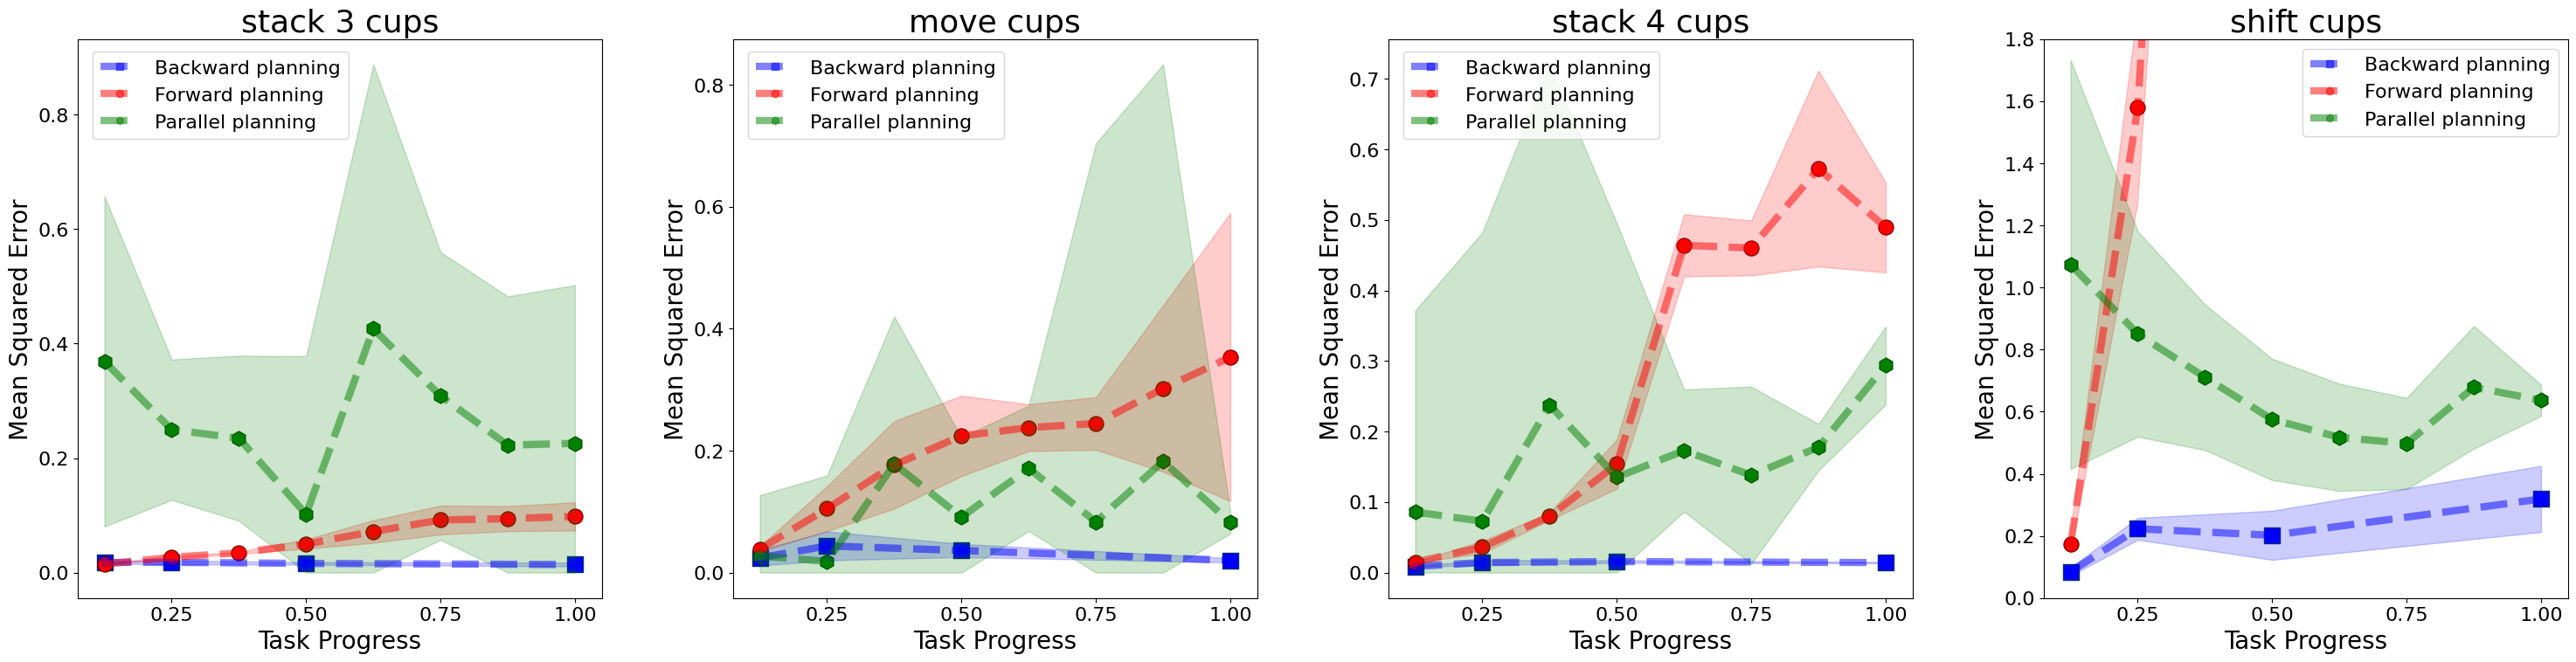 stack 3 cups
Mean Squared Error
0.8
0.6
0.4
0.2
0.0
Backward planning
Forward planning
Parallel planning
0.25 0.50 0.75 1.00
Task Progress
move cups
Mean Squared Error
0.8
0.6
0.4
0.2
0.0
Backward planning
Forward planning
Parallel planning
0.25 0.50 0.75 1.00
Task Progress
stack 4 cups
Mean Squared Error
0.7
0.6
0.5
0.4
0.3
0.2
0.1
0.0
Backward planning
Forward planning
Parallel planning
0.25 0.50 0.75 1.00
Task Progress
shift cups
Mean Squared Error
1.8
1.6
1.4
1.2
1.0
0.8
0.6
0.4
0.2
0.0
Backward planning
Forward planning
Parallel planning
0.25 0.50 0.75 1.00
Task Progress